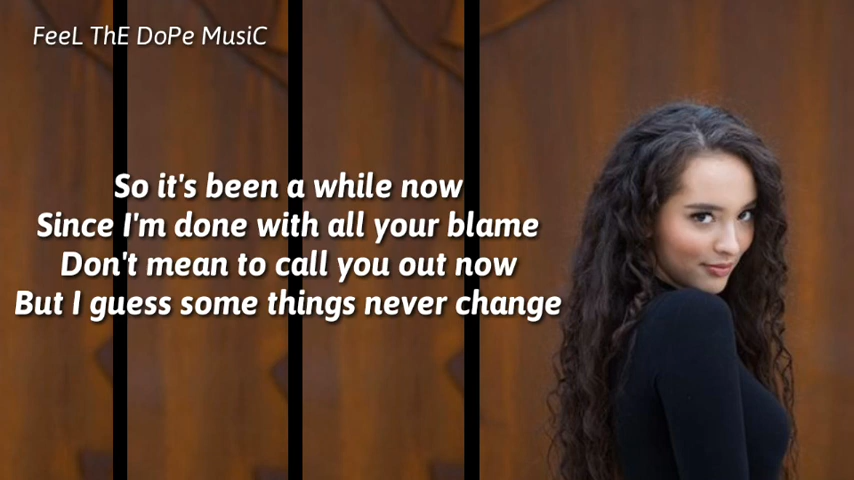 FeeL ThE DoPe MusiC
So it's been a while now
Since I'm done with all your blame
Don't mean to call you out now
But I guess some things never change